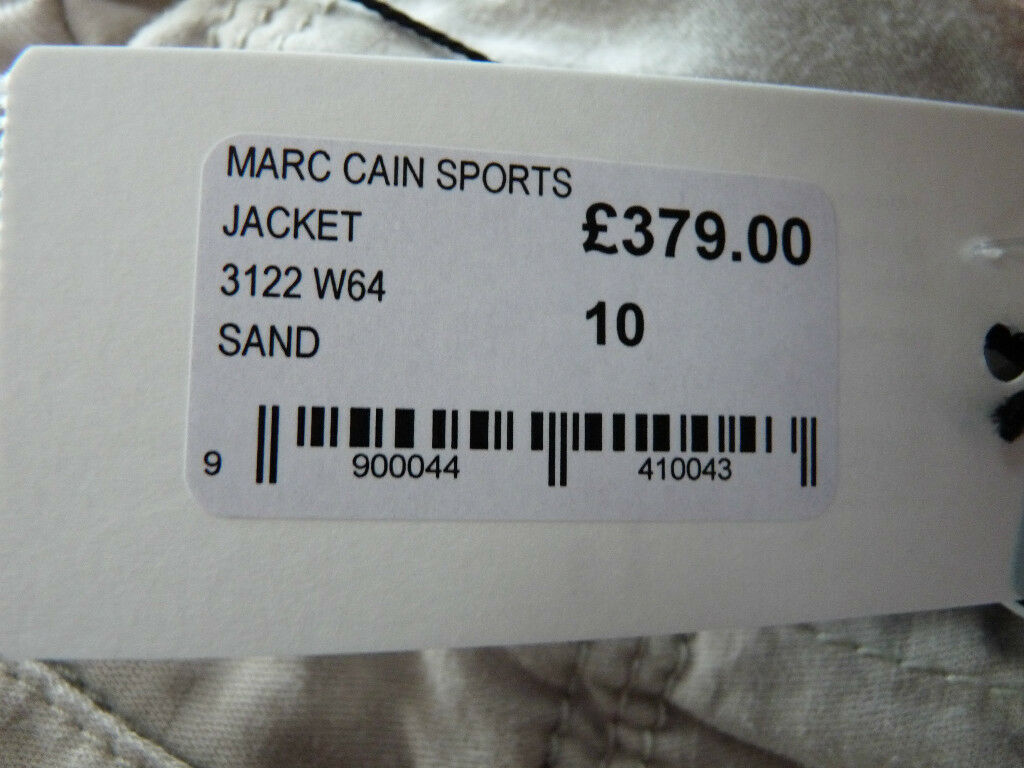 MARC CAIN SPORTS
JACKET
£379.00
3122 W64
10
SAND
9 900044 410043